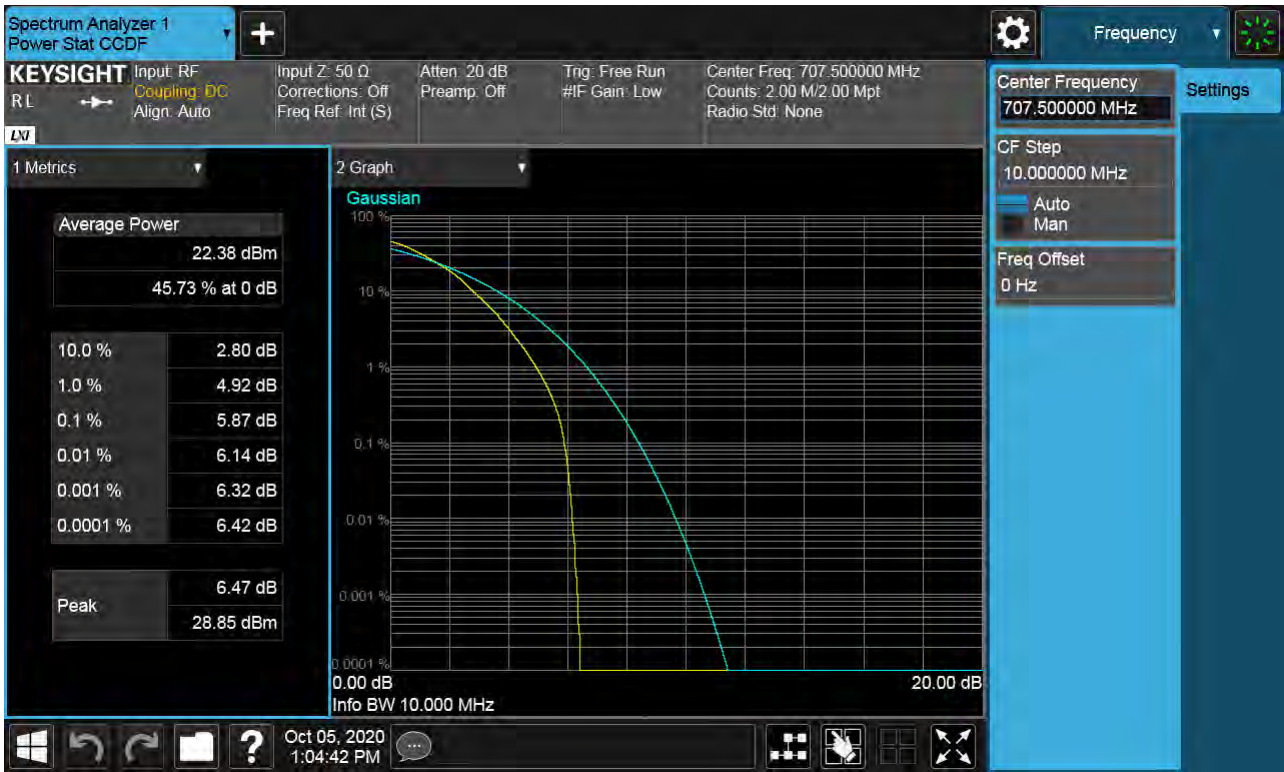 Spectrum Analyzer 1
Power Stat CCDF
+
Frequency
KEYSIGHT
RL
LXI
Input: RF
Coupling: DC
Align: Auto
Input Z: 50 Ω
Corrections: Off
Freq Ref: Int (S)
Atten: 20 dB
Preamp: Off
Trig: Free Run
#IF Gain: Low
Center Freq: 707.500000 MHz
Counts: 2.00 M/2.00 Mpt
Radio Std: None
Center Frequency
707.500000 MHz
Settings
CF Step
10.000000 MHz
Auto
Man
Freq Offset
0 Hz
1 Metrics
Average Power
22.38 dBm
45.73 % at 0 dB
10.0 % 2.80 dB
1.0 % 4.92 dB
0.1 % 5.87 dB
0.01 % 6.14 dB
0.001 % 6.32 dB
0.0001 % 6.42 dB
Peak
6.47 dB
28.85 dBm
2 Graph
Gaussian
100 %
10 %
1 %
0.1 %
0.01 %
0.001 %
0.0001 %
0.00 dB 20.00 dB
Info BW 10.000 MHz
?
Oct 05, 2020
1:04:42 PM